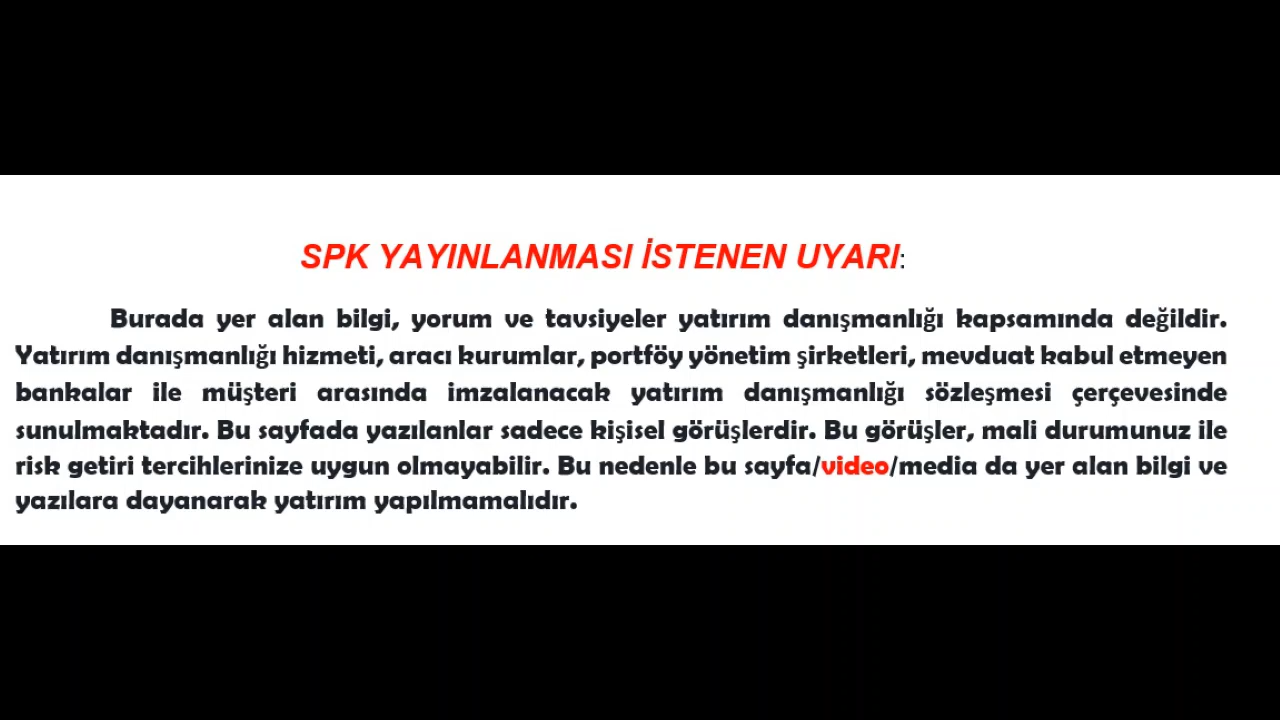 SPK YAYINLANMASI İSTENEN UYARI:
Burada yer alan bilgi, yorum ve tavsiyeler yatırım danışmanlığı kapsamında değildir.
Yatırım danışmanlığı hizmeti, aracı kurumlar, portföy yönetim şirketleri, mevduat kabul etmeyen
bankalar ile müşteri arasında imzalanacak yatırım danışmanlığı sözleşmesi çerçevesinde
sunulmaktadır. Bu sayfada yazılanlar sadece kişisel görüşlerdir. Bu görüşler, mali durumunuz ile
risk getiri tercihlerinize uygun olmayabilir. Bu nedenle bu sayfa/video/media da yer alan bilgi ve
yazılara dayanarak yatırım yapılmamalıdır.